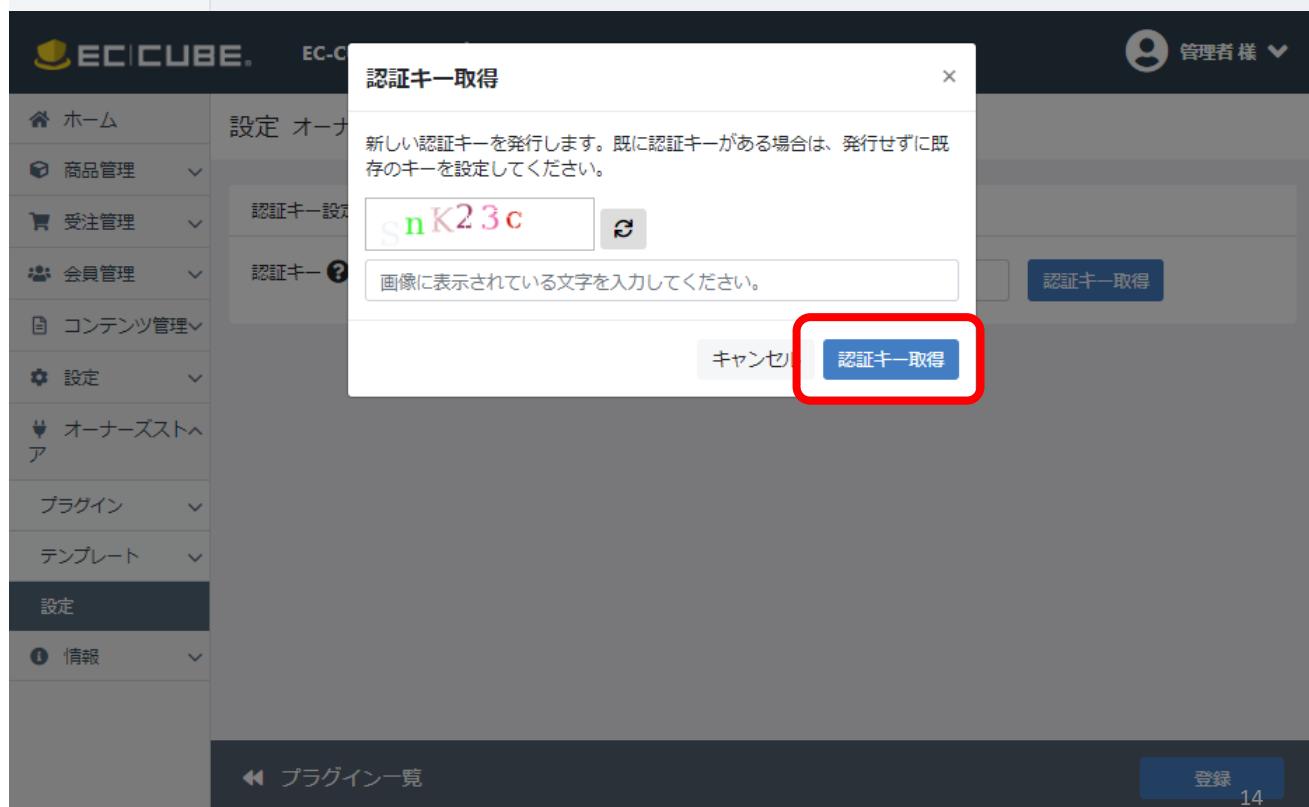 EC CUBE.
EC-C
管理者 様
認証キー取得
×
ホーム
商品管理
受注管理
会員管理
コンテンツ管理
設定
オーナーズスト
ア
プラグイン
テンプレート
設定
情報
設定 オーナ
新しい認証キーを発行します。既に認証キーがある場合は、発行せずに既
存のキーを設定してください。
認証キー設定
SnK23c
認証キー
画像に表示されている文字を入力してください。
認証キー取得
キャンセル
認証キー取得
プラグイン一覧
登録
14